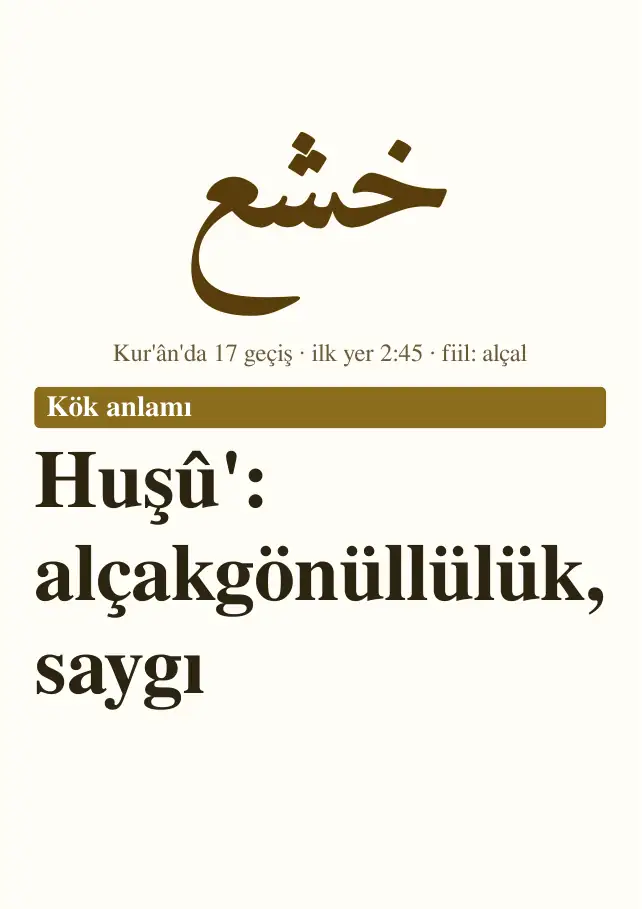 خشع
Kur'ân'da 17 geçiş · ilk yer 2:45 · fiil: alçal
Kök anlamı
Huşû':
alçakgönüllülük,
saygı